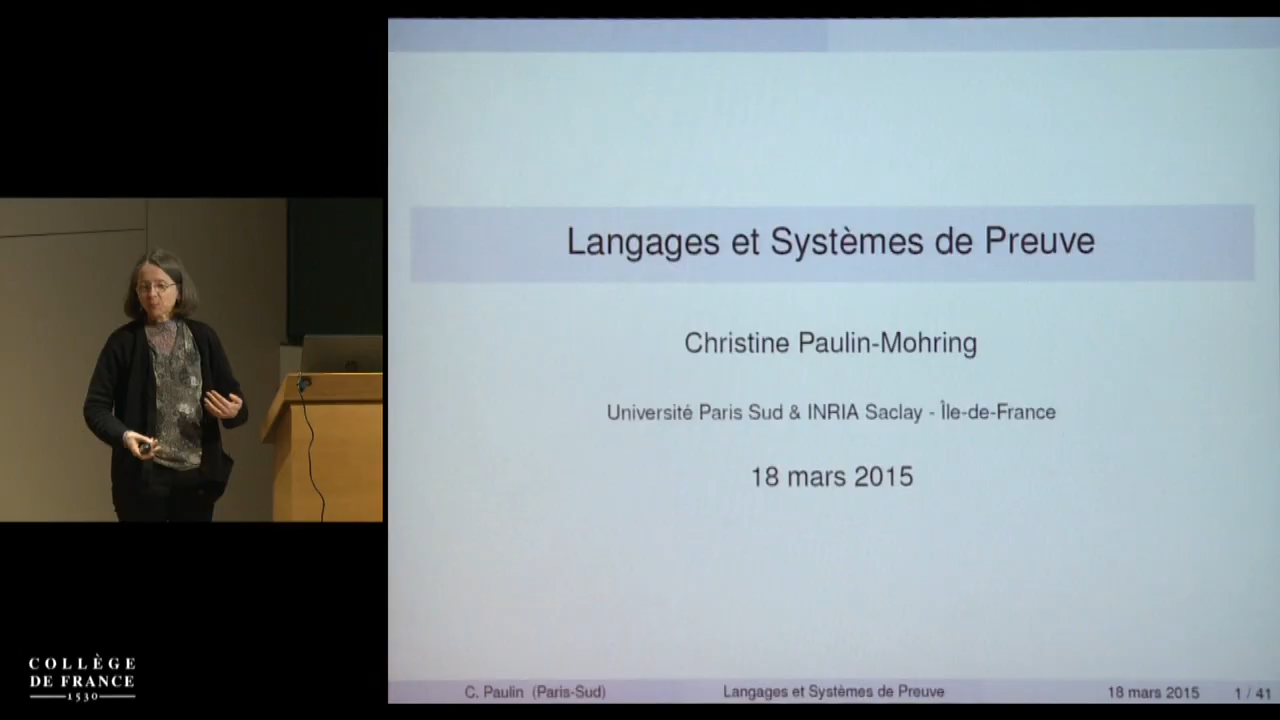 Langages et Systèmes de Preuve
Christine Paulin-Mohring
Université Paris Sud & INRIA Saclay - Île-de-France
18 mars 2015
C. Paulin (Paris-Sud) Langages et Systèmes de Preuve 18 mars 2015 1 / 41
COLLÈGE
DE FRANCE
1530